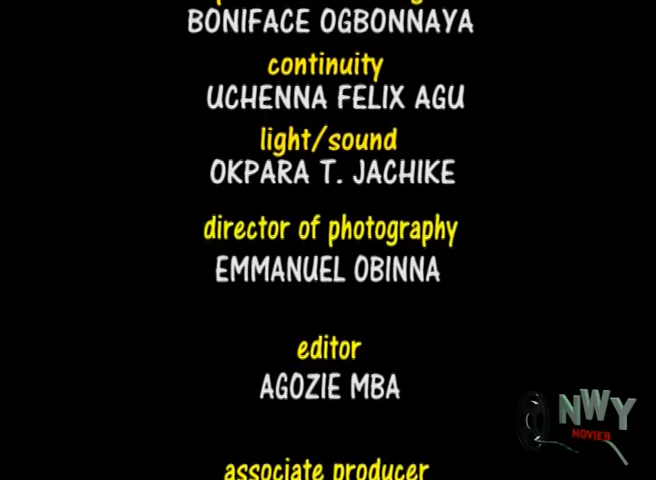 BONIFACE OGBONNAYA
continuity
UCHENNA FELIX AGU
light/sound
OKPARA T. JACHIKE
director of photography
EMMANUEL OBINNA
editor
AGOZIE MBA
NWY
MOVIES
associate producer